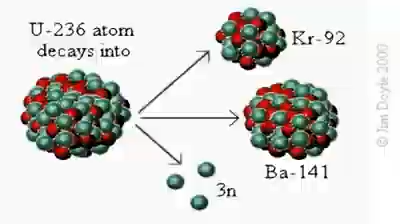 U-236 atom
decays into
Kr-92
Ba-141
3n
© Jim Doyle 2000